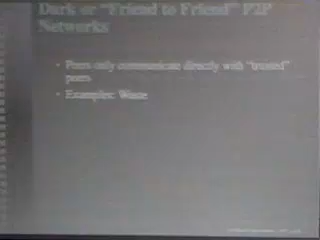 Dark or "Friend to Friend" P2P
Networks
• Peers only communicate directly with "trusted"
peers
• Examples: Waste